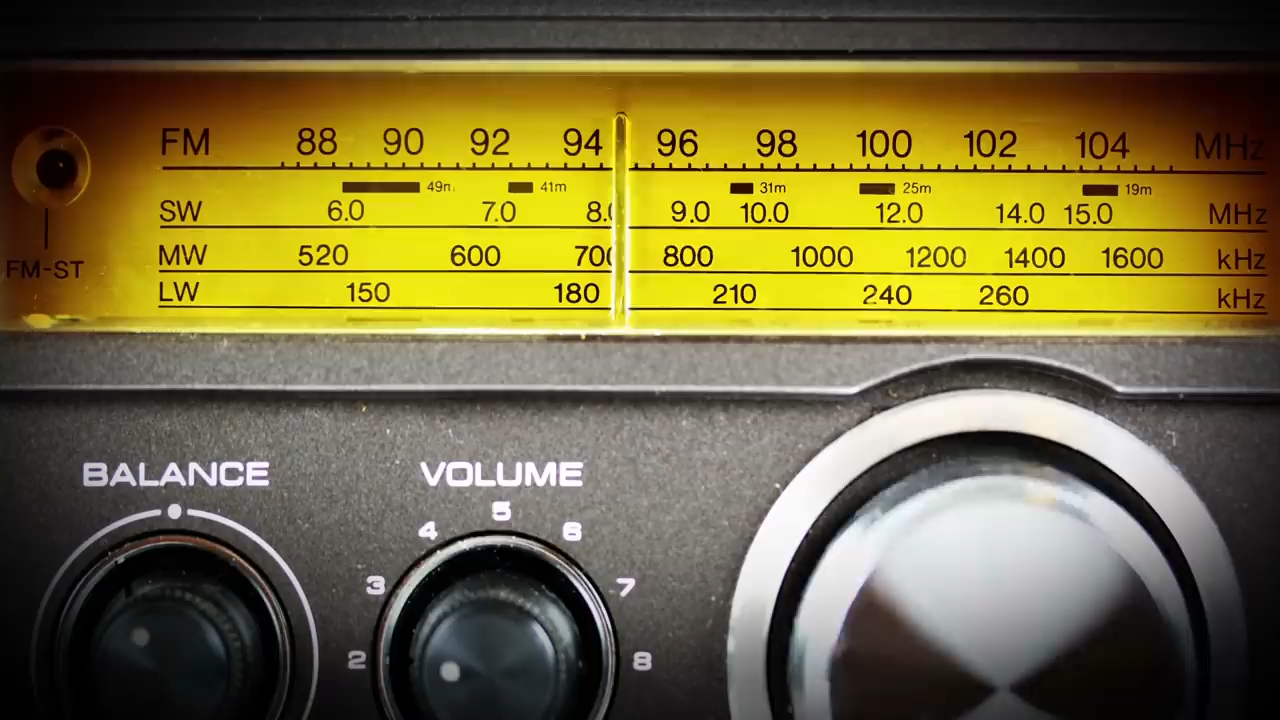 FM 88 90 92 94 96 98 100 102 104 MHz
41m 31m 25m 19m
SW 6.0 7.0 9.0 10.0 12.0 14.0 15.0 MHz
MW 520 600 800 1000 1200 1400 1600 kHz
LW 150 180 210 240 260 kHz
FM-ST
BALANCE
VOLUME
2 3 4 5 6 7 8